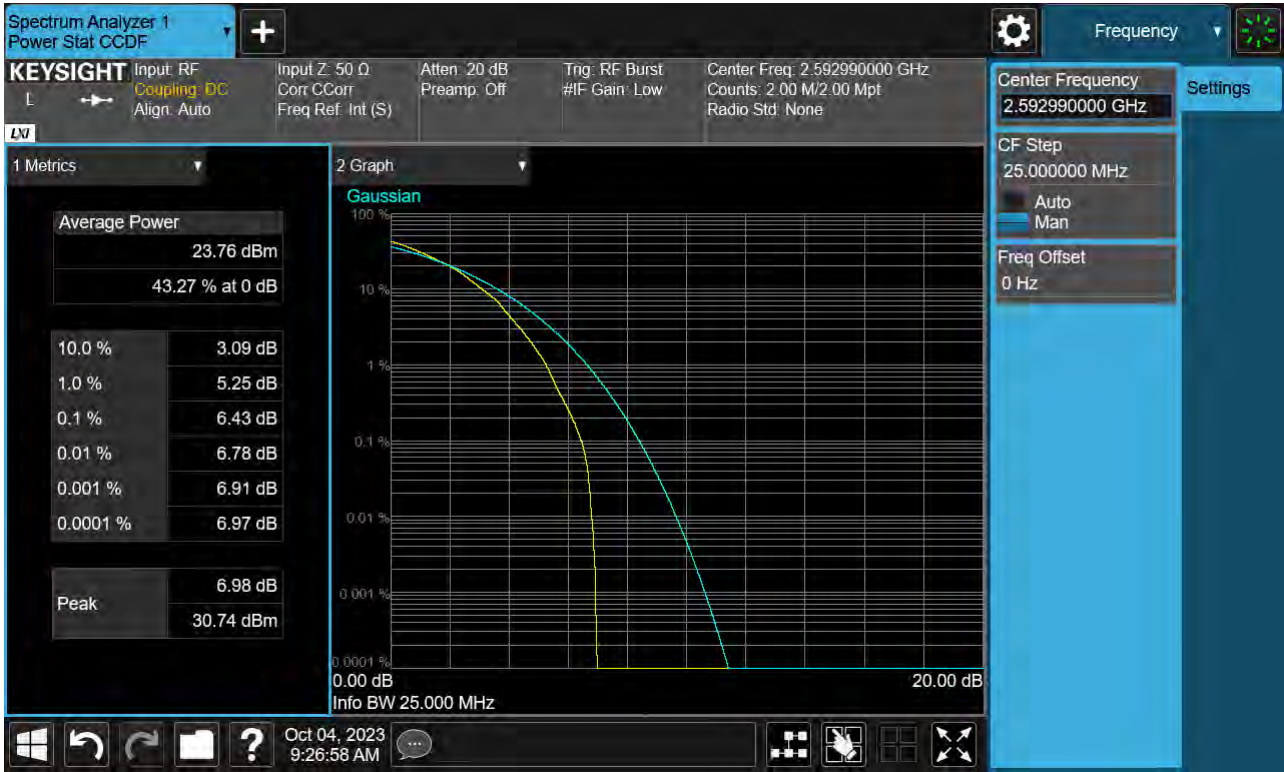 Spectrum Analyzer 1
Power Stat CCDF
+
Frequency
KEYSIGHT
L
LXI
Input: RF
Coupling: DC
Align: Auto
Input Z: 50 Ω
Corr CCorr
Freq Ref: Int (S)
Atten: 20 dB
Preamp: Off
Trig: RF Burst
#IF Gain: Low
Center Freq: 2.592990000 GHz
Counts: 2.00 M/2.00 Mpt
Radio Std: None
Center Frequency
2.592990000 GHz
Settings
CF Step
25.000000 MHz
Auto
Man
Freq Offset
0 Hz
1 Metrics
Average Power
23.76 dBm
43.27 % at 0 dB
10.0 % 3.09 dB
1.0 % 5.25 dB
0.1 % 6.43 dB
0.01 % 6.78 dB
0.001 % 6.91 dB
0.0001 % 6.97 dB
Peak
6.98 dB
30.74 dBm
2 Graph
Gaussian
100 %
10 %
1 %
0.1 %
0.01 %
0.001 %
0.0001 %
0.00 dB 20.00 dB
Info BW 25.000 MHz
?
Oct 04, 2023
9:26:58 AM